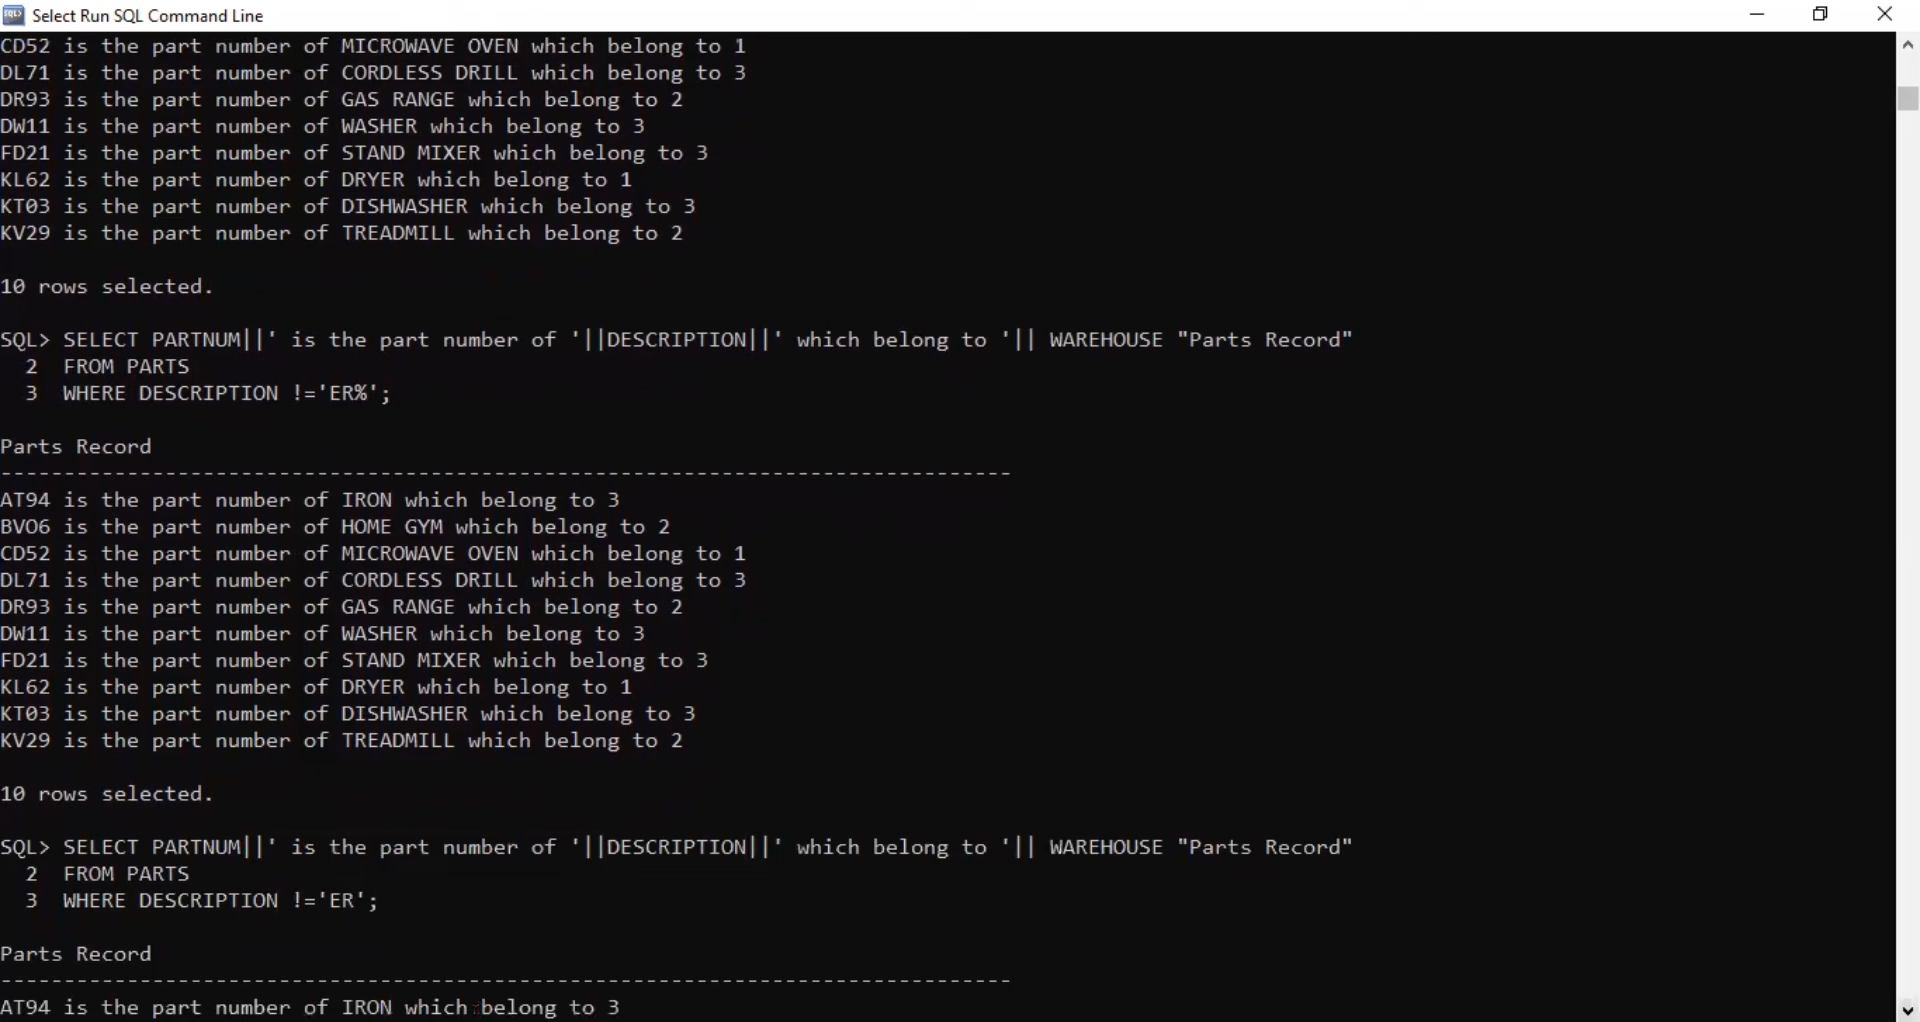 Select Run SQL Command Line
CD52 is the part number of MICROWAVE OVEN which belong to 1
DL71 is the part number of CORDLESS DRILL which belong to 3
DR93 is the part number of GAS RANGE which belong to 2
DW11 is the part number of WASHER which belong to 3
FD21 is the part number of STAND MIXER which belong to 3
KL62 is the part number of DRYER which belong to 1
KT03 is the part number of DISHWASHER which belong to 3
KV29 is the part number of TREADMILL which belong to 2
10 rows selected.
SQL> SELECT PARTNUM||' is the part number of '||DESCRIPTION||' which belong to '|| WAREHOUSE "Parts Record"
2 FROM PARTS
3 WHERE DESCRIPTION !='ER%';
Parts Record
--------------------------------------------------------------------------------
AT94 is the part number of IRON which belong to 3
BVO6 is the part number of HOME GYM which belong to 2
CD52 is the part number of MICROWAVE OVEN which belong to 1
DL71 is the part number of CORDLESS DRILL which belong to 3
DR93 is the part number of GAS RANGE which belong to 2
DW11 is the part number of WASHER which belong to 3
FD21 is the part number of STAND MIXER which belong to 3
KL62 is the part number of DRYER which belong to 1
KT03 is the part number of DISHWASHER which belong to 3
KV29 is the part number of TREADMILL which belong to 2
10 rows selected.
SQL> SELECT PARTNUM||' is the part number of '||DESCRIPTION||' which belong to '|| WAREHOUSE "Parts Record"
2 FROM PARTS
3 WHERE DESCRIPTION !='ER';
Parts Record
--------------------------------------------------------------------------------
AT94 is the part number of IRON which belong to 3